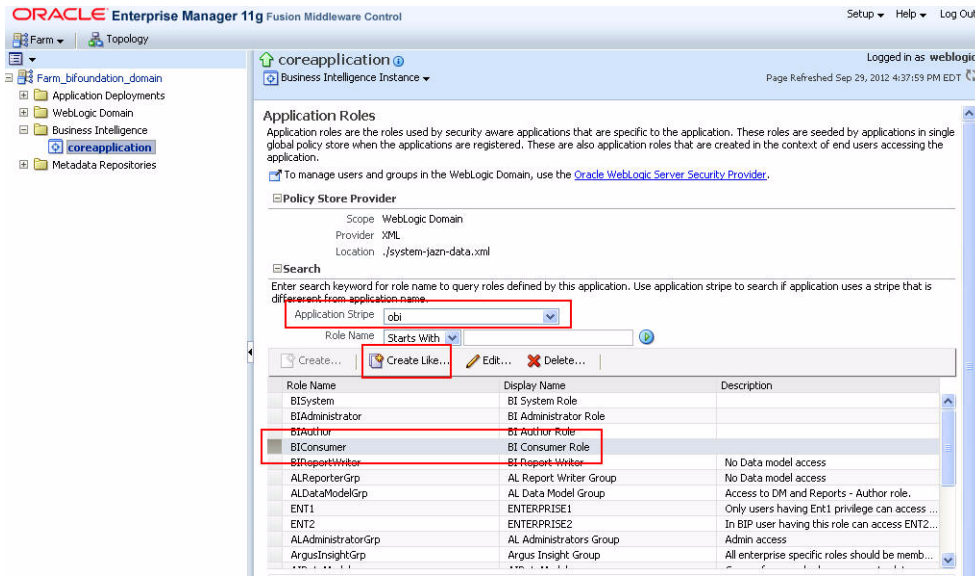 ORACLE Enterprise Manager 11g Fusion Middleware Control
Setup Help Log Out
Farm Topology
Farm_bifoundation_domain
Application Deployments
WebLogic Domain
Business Intelligence
coreapplication
Metadata Repositories
coreapplication
Logged in as weblogic
Business Intelligence Instance
Page Refreshed Sep 29, 2012 4:37:59 PM EDT
Application Roles
Application roles are the roles used by security aware applications that are specific to the application. These roles are seeded by applications in single
global policy store when the applications are registered. These are also application roles that are created in the context of end users accessing the
application.
To manage users and groups in the WebLogic Domain, use the Oracle WebLogic Server Security Provider.
Policy Store Provider
Scope WebLogic Domain
Provider XML
Location ./system-jazn-data.xml
Search
Enter search keyword for role name to query roles defined by this application. Use application stripe to search if application uses a stripe that is
differerent from application name.
Application Stripe obi
Role Name Starts With
Create... Create Like... Edit... Delete...
Role Name Display Name Description
BISystem BI System Role
BIAdministrator BI Administrator Role
BIAuthor BI Author Role
BIConsumer BI Consumer Role
BIReportWriter BI Report Writer No Data model access
ALReporterGrp AL Report Writer Group No Data model access
ALDataModelGrp AL Data Model Group Access to DM and Reports - Author role.
ENT1 ENTERPRISE1 Only users having Ent1 privilege can access ...
ENT2 ENTERPRISE2 In BIP user having this role can access ENT2...
ALAdministratorGrp AL Administrators Group Admin access
ArgusInsightGrp Argus Insight Group All enterprise specific roles should be memb...